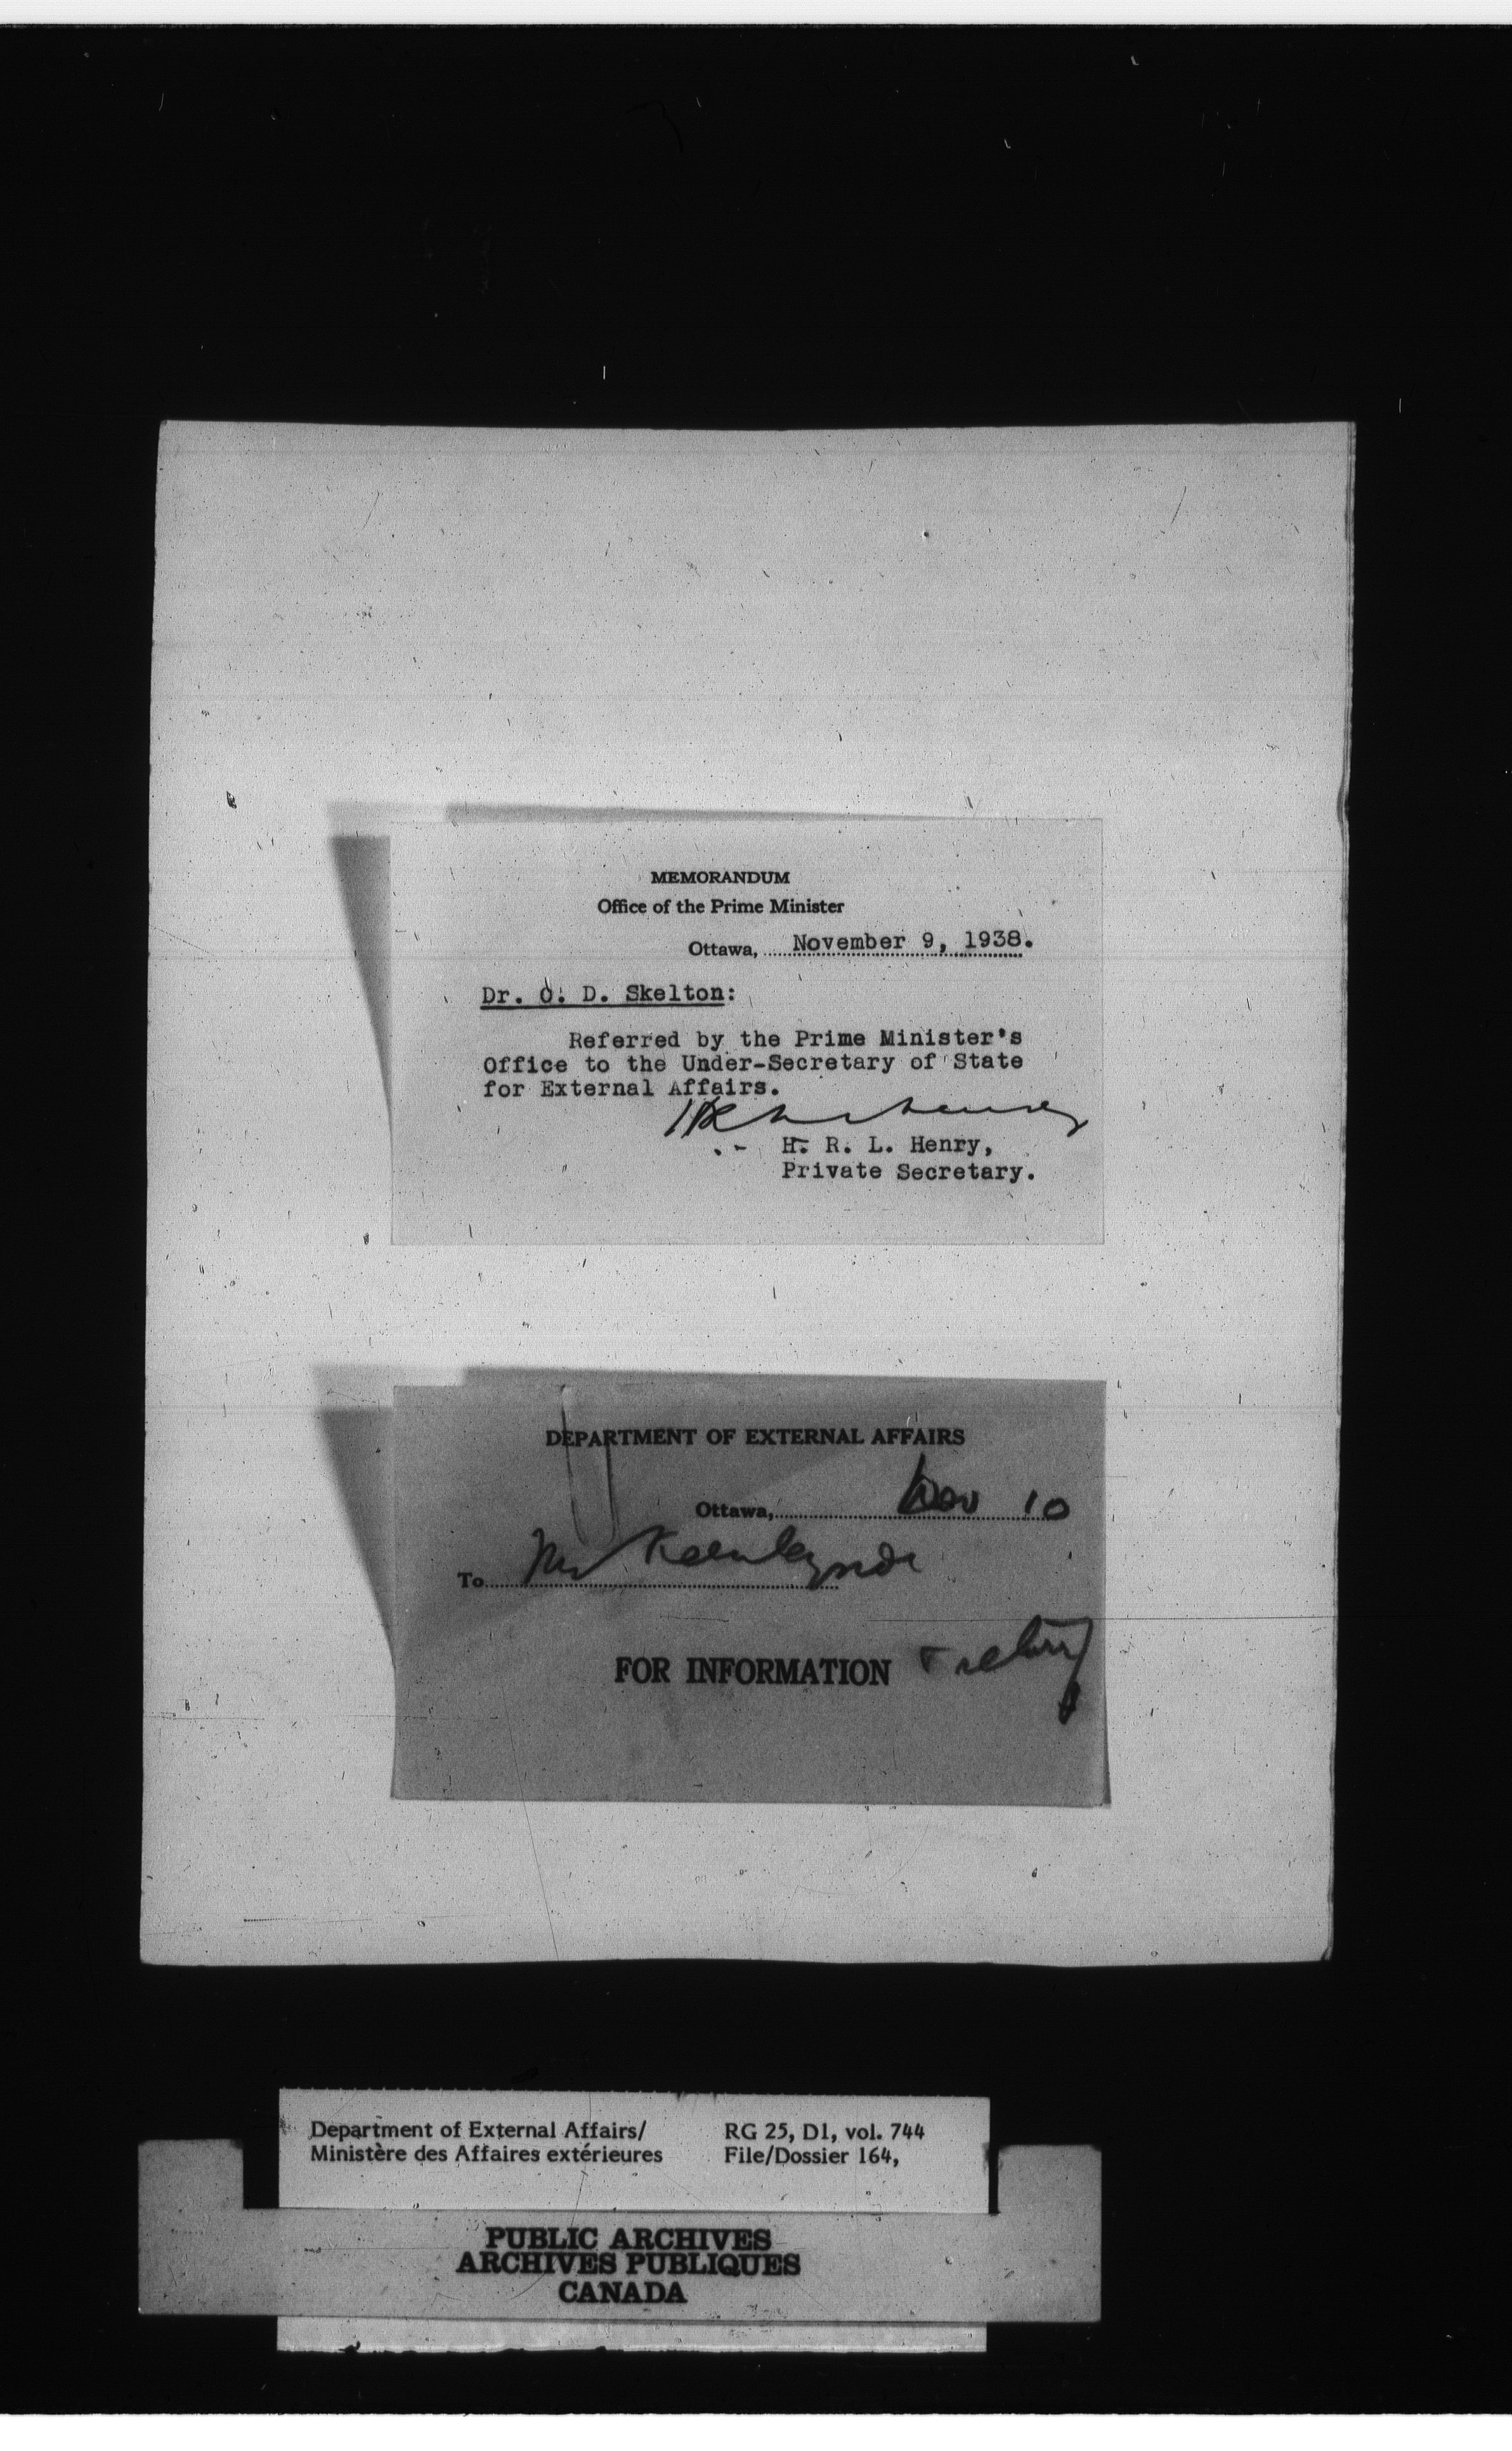 MEMORANDUM
Office of the Prime Minister
Ottawa, November 9, 1938.
Dr. O. D. Skelton:
Referred by the Prime Minister's
Office to the Under-Secretary of State
for External Affairs.
H. R. L. Henry,
Private Secretary.
DEPARTMENT OF EXTERNAL AFFAIRS
Ottawa, Nov 10
To Mr Keenleyside
FOR INFORMATION & return
Department of External Affairs/
Ministère des Affaires extérieures
RG 25, D1, vol. 744
File/Dossier 164,
PUBLIC ARCHIVES
ARCHIVES PUBLIQUES
CANADA